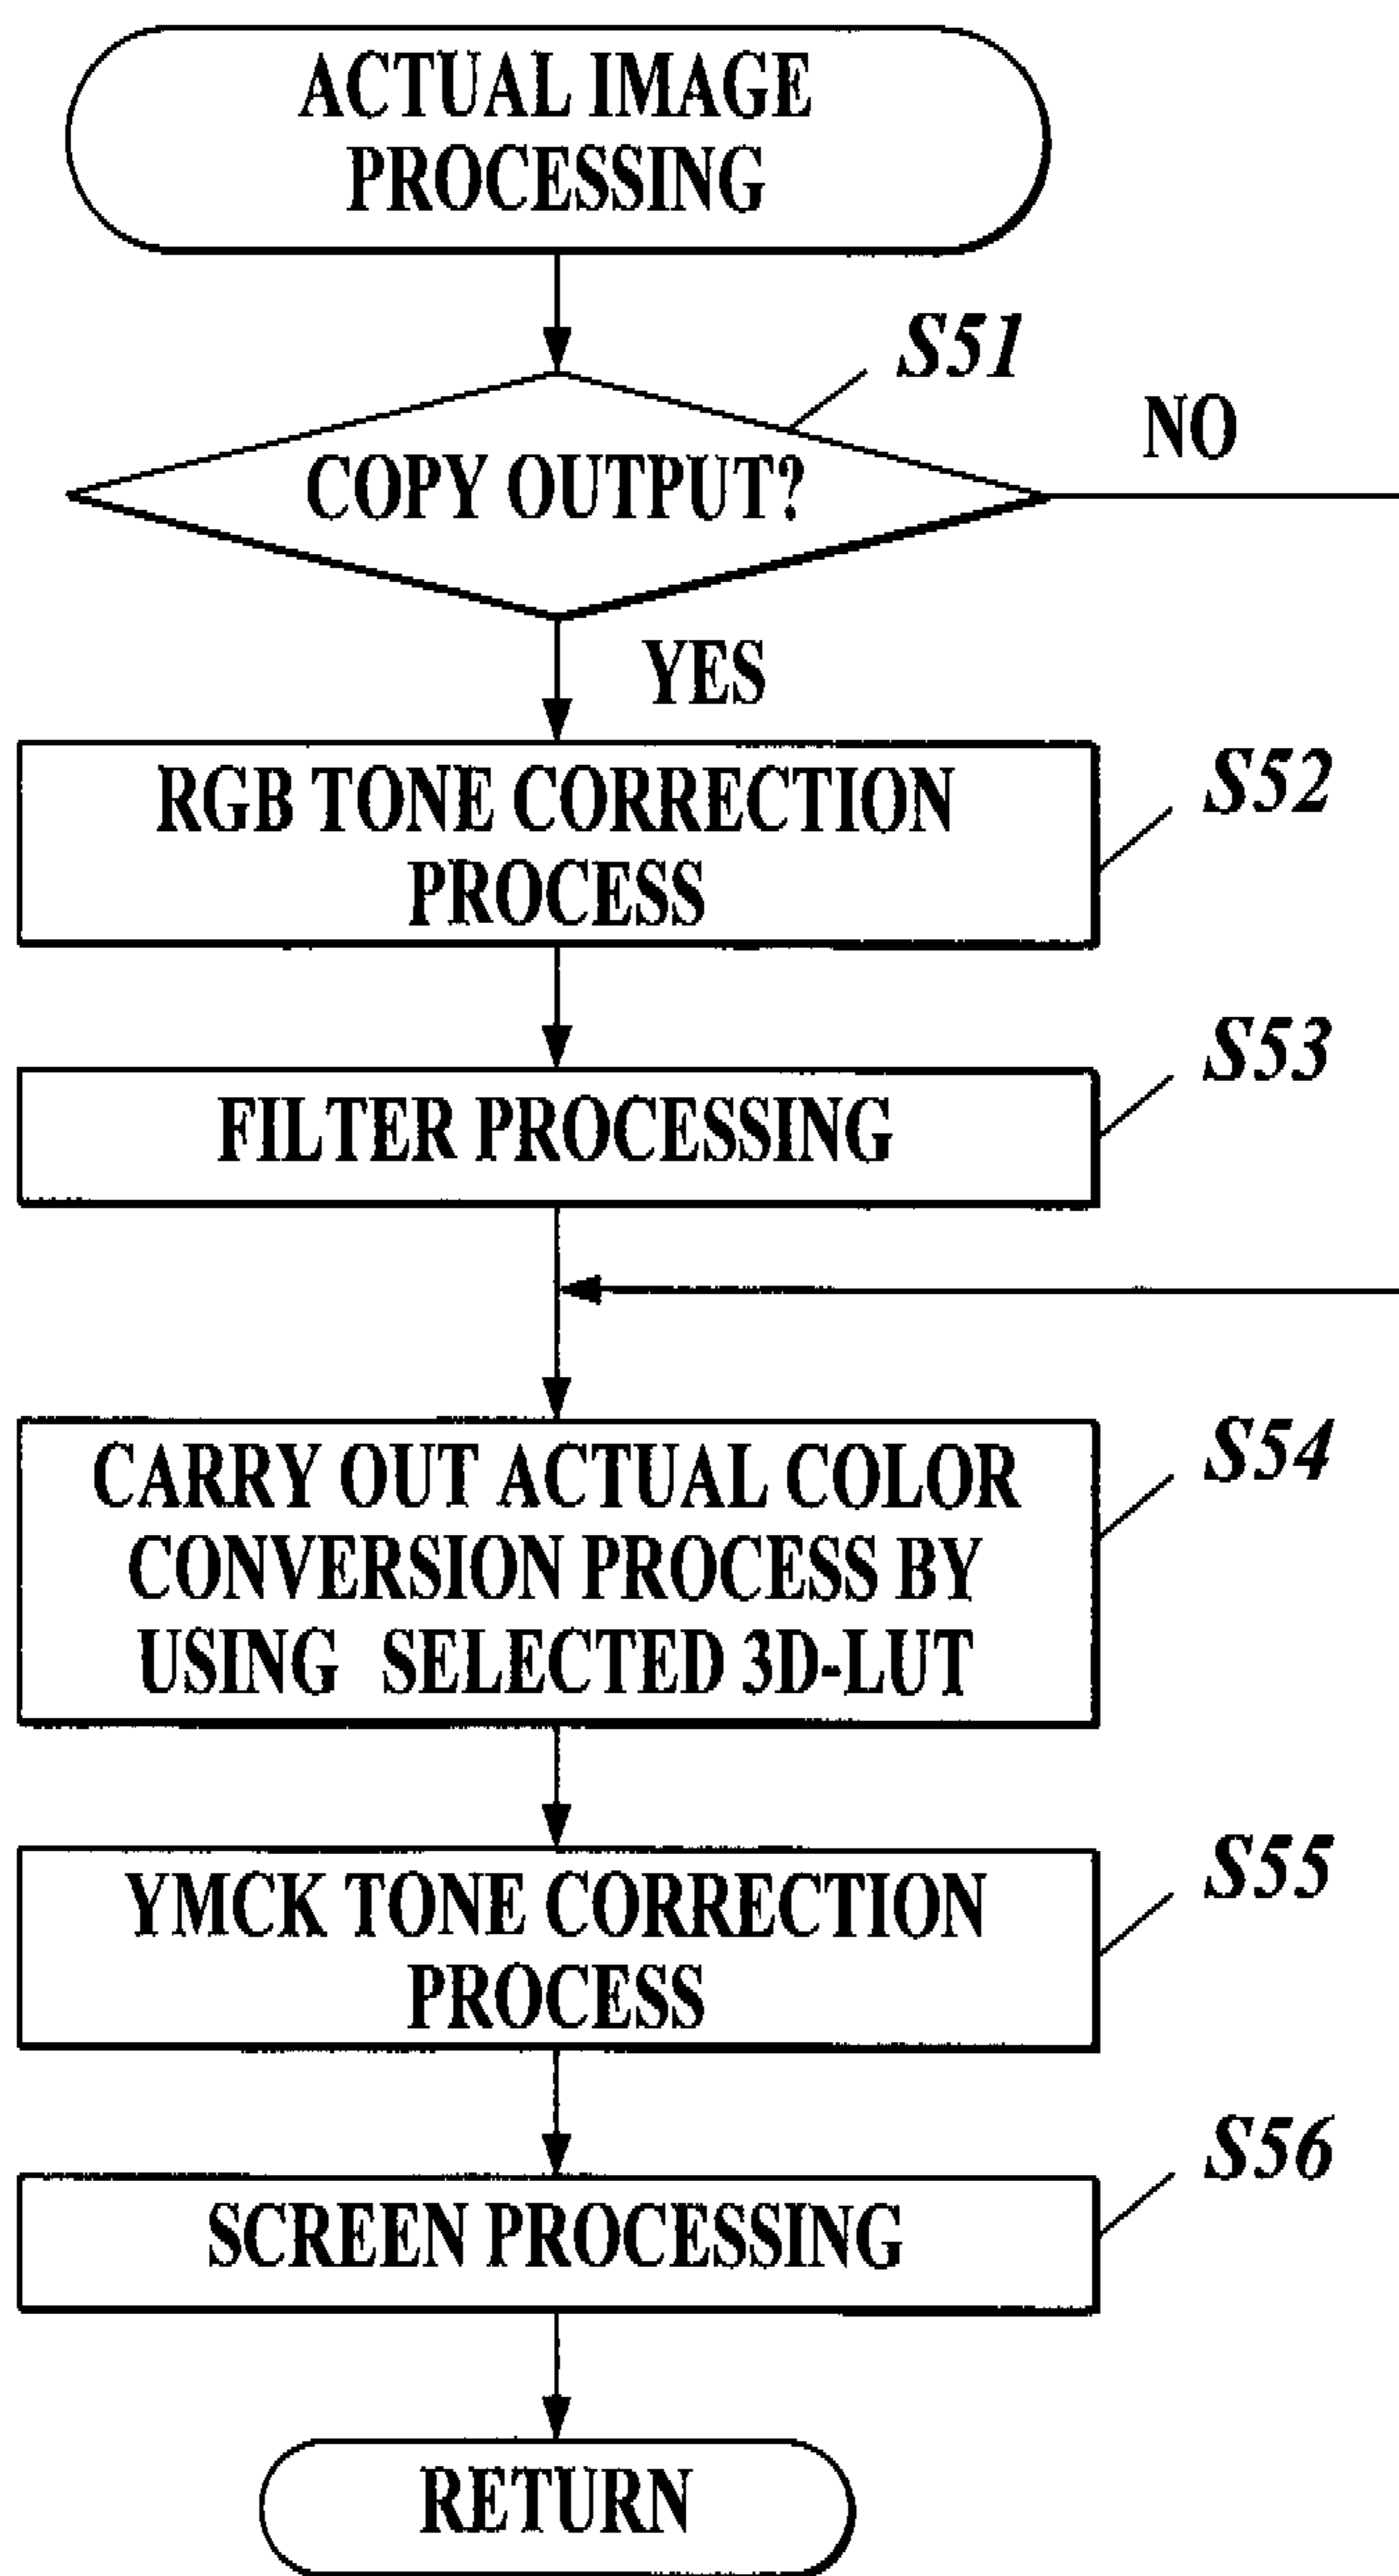 ACTUAL IMAGE
PROCESSING
S51
NO
COPY OUTPUT?
YES
RGB TONE CORRECTION
PROCESS
S52
S53
FILTER PROCESSING
S54
CARRY OUT ACTUAL COLOR
CONVERSION PROCESS BY
USING SELECTED 3D-LUT
S55
YMCK TONE CORRECTION
PROCESS
S56
SCREEN PROCESSING
RETURN